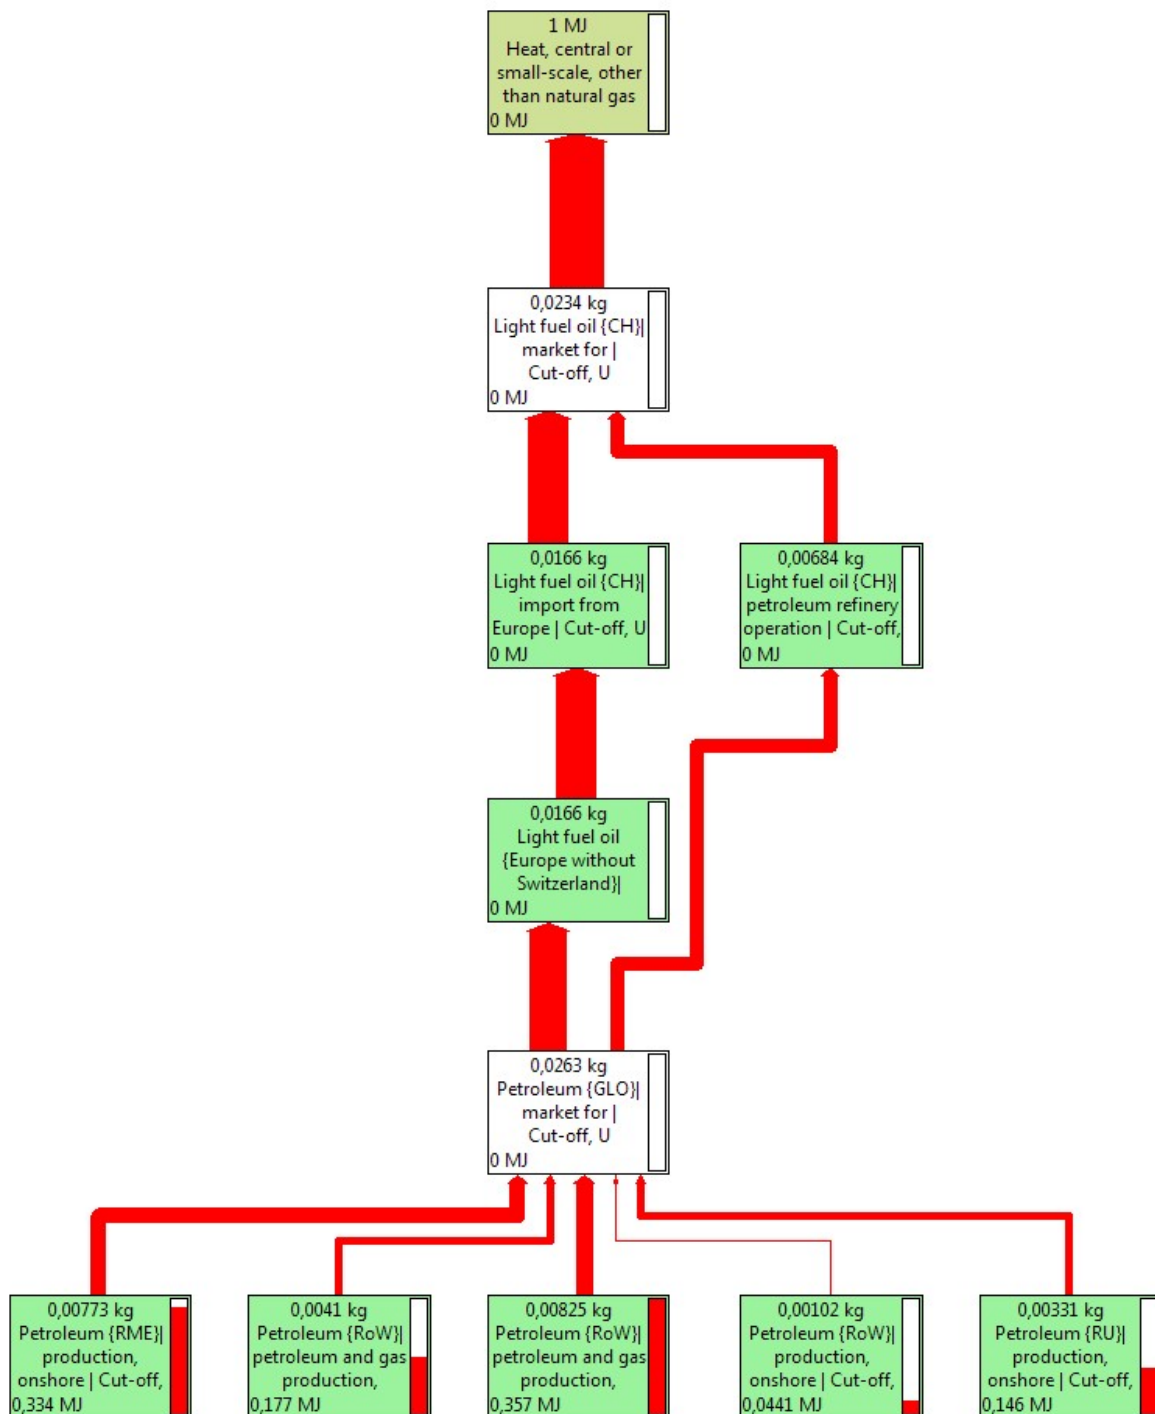 1 MJ
Heat, central or
small-scale, other
than natural gas
0 MJ
0,0234 kg
Light fuel oil {CH}|
market for |
Cut-off, U
0 MJ
0,0166 kg
Light fuel oil {CH}|
import from
Europe | Cut-off, U
0 MJ
0,00684 kg
Light fuel oil {CH}|
petroleum refinery
operation | Cut-off,
0 MJ
0,0166 kg
Light fuel oil
{Europe without
Switzerland}|
0 MJ
0,0263 kg
Petroleum {GLO}|
market for |
Cut-off, U
0 MJ
0,00773 kg
Petroleum {RME}|
production,
onshore | Cut-off,
0,334 MJ
0,0041 kg
Petroleum {RoW}|
petroleum and gas
production,
0,177 MJ
0,00825 kg
Petroleum {RoW}|
petroleum and gas
production,
0,357 MJ
0,00102 kg
Petroleum {RoW}|
production,
onshore | Cut-off,
0,0441 MJ
0,00331 kg
Petroleum {RU}|
production,
onshore | Cut-off,
0,146 MJ